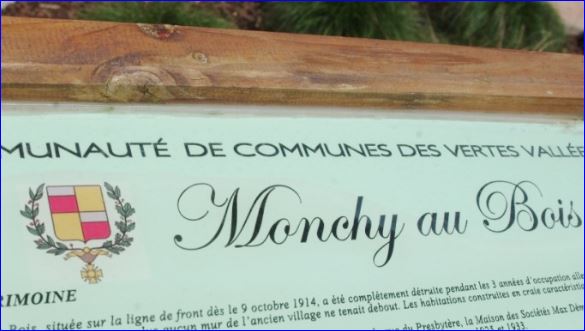 MUNAUTÉ DE COMMUNES DES VERTES VALLÉE
Monchy au Bois
RIMOINE
Bois, située sur la ligne de front dès le 9 octobre 1914, a été complètement détruite pendant les 3 années d'occupation alle
aucun mur de l'ancien village ne tenait debout. Les habitations construites en craie caractéris
du Presbytère, la Maison des Sociétés Max Dér
et 1933.